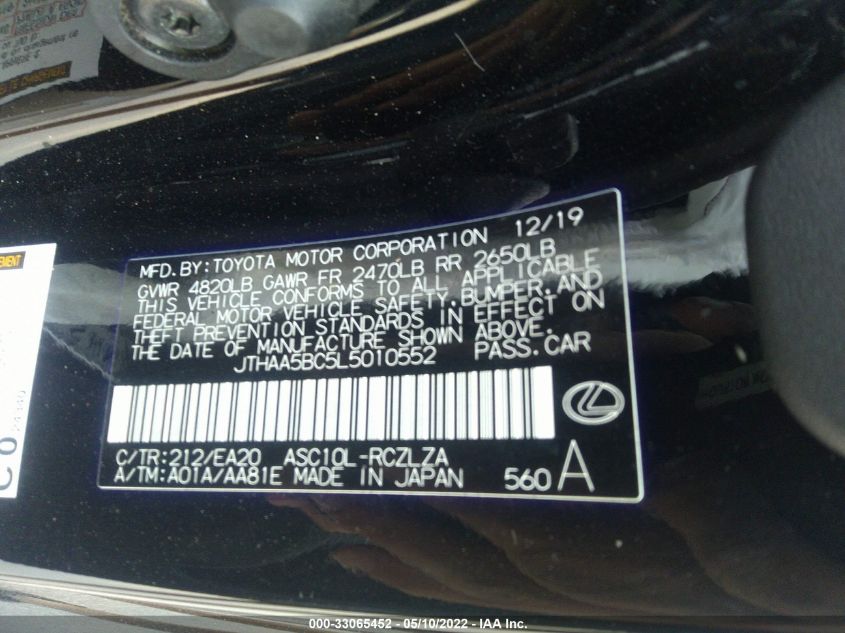 MFD.BY:TOYOTA MOTOR CORPORATION 12/19
GVWR 4820LB GAWR FR 2470LB RR 2650LB
THIS VEHICLE CONFORMS TO ALL APPLICABLE
FEDERAL MOTOR VEHICLE SAFETY,BUMPER,AND
THEFT PREVENTION STANDARDS IN EFFECT ON
THE DATE OF MANUFACTURE SHOWN ABOVE.
JTHAA5BC5L5010552 PASS.CAR
C/TR:212/EA20 ASC10L-RCZLZA
A/TM:A01A/AA81E MADE IN JAPAN 560 A
000-33065452 - 05/10/2022 - IAA Inc.